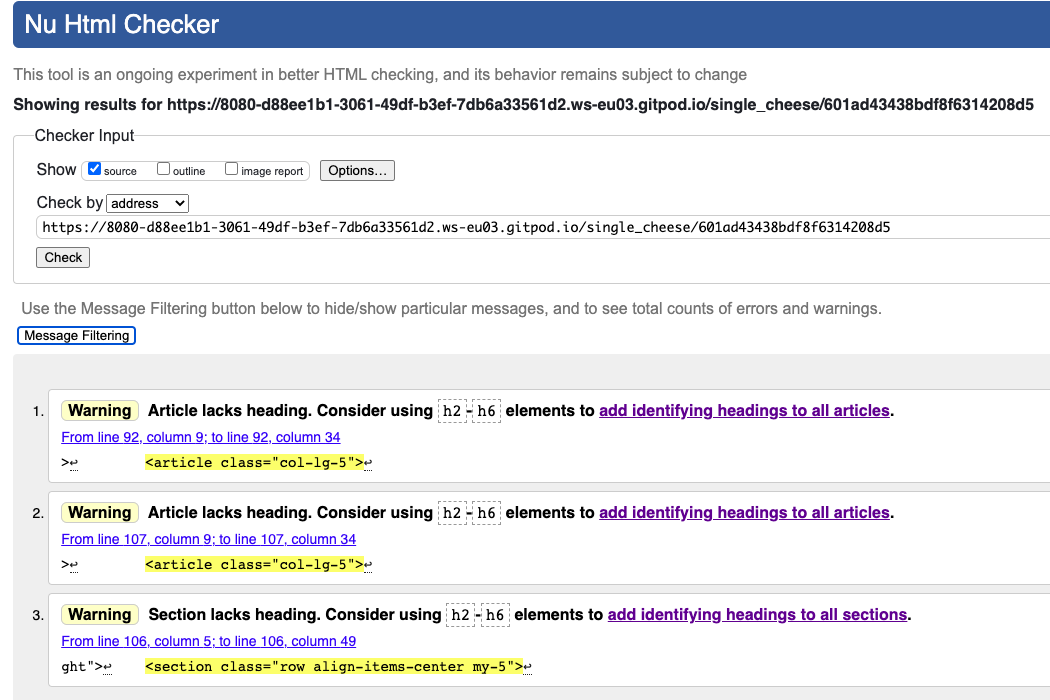 Nu Html Checker
This tool is an ongoing experiment in better HTML checking, and its behavior remains subject to change
Showing results for https://8080-d88ee1b1-3061-49df-b3ef-7db6a33561d2.ws-eu03.gitpod.io/single_cheese/601ad43438bdf8f6314208d5
Checker Input
Show source outline image report Options...
Check by address
https://8080-d88ee1b1-3061-49df-b3ef-7db6a33561d2.ws-eu03.gitpod.io/single_cheese/601ad43438bdf8f6314208d5
Check
Use the Message Filtering button below to hide/show particular messages, and to see total counts of errors and warnings.
Message Filtering
1. Warning Article lacks heading. Consider using h2-h6 elements to add identifying headings to all articles.
From line 92, column 9; to line 92, column 34
>↩ <article class="col-lg-5">↩
2. Warning Article lacks heading. Consider using h2-h6 elements to add identifying headings to all articles.
From line 107, column 9; to line 107, column 34
>↩ <article class="col-lg-5">↩
3. Warning Section lacks heading. Consider using h2-h6 elements to add identifying headings to all sections.
From line 106, column 5; to line 106, column 49
ght">↩ <section class="row align-items-center my-5">↩